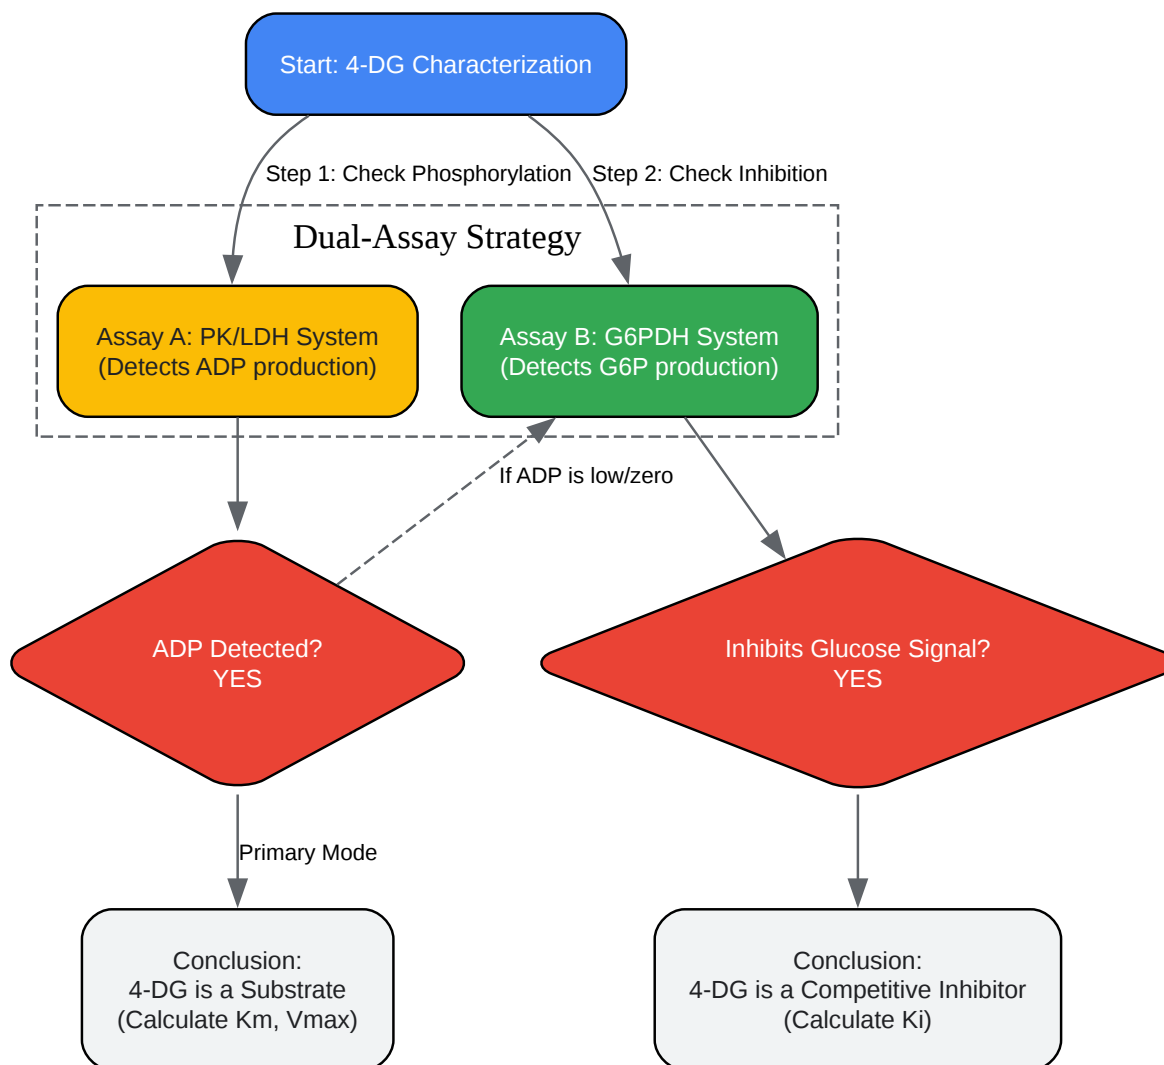 Start: 4-DG Characterization
Step 1: Check Phosphorylation
Step 2: Check Inhibition
Dual-Assay Strategy
Assay A: PK/LDH System
(Detects ADP production)
Assay B: G6PDH System
(Detects G6P production)
If ADP is low/zero
ADP Detected?
YES
Inhibits Glucose Signal?
YES
Primary Mode
Conclusion:
4-DG is a Substrate
(Calculate Km, Vmax)
Conclusion:
4-DG is a Competitive Inhibitor
(Calculate Ki)